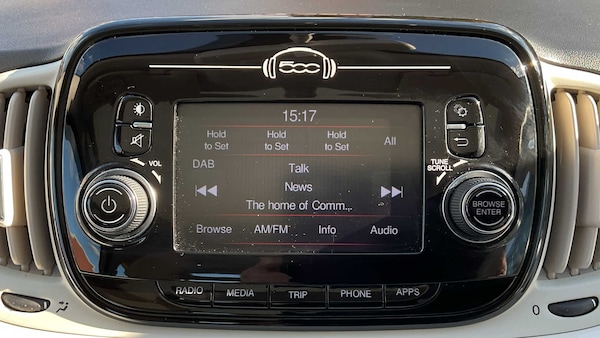 500
15:17
Hold to Set
Hold to Set
Hold to Set
All
DAB
Talk
News
The home of Comm...
Browse AM/FM Info Audio
VOL
TUNE
SCROLL
BROWSE
ENTER
RADIO MEDIA TRIP PHONE APPS
0